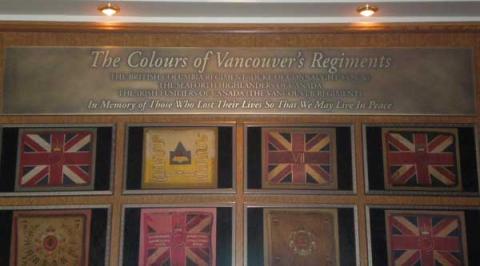 The Colours of Vancouver's Regiments
THE BRITISH COLUMBIA REGIMENT (DUKE OF CONNAUGHT'S OWN)
THE SEAFORTH HIGHLANDERS OF CANADA
THE IRISH FUSILIERS OF CANADA (THE VANCOUVER REGIMENT)
In Memory of Those Who Lost Their Lives So That We May Live In Peace
VII